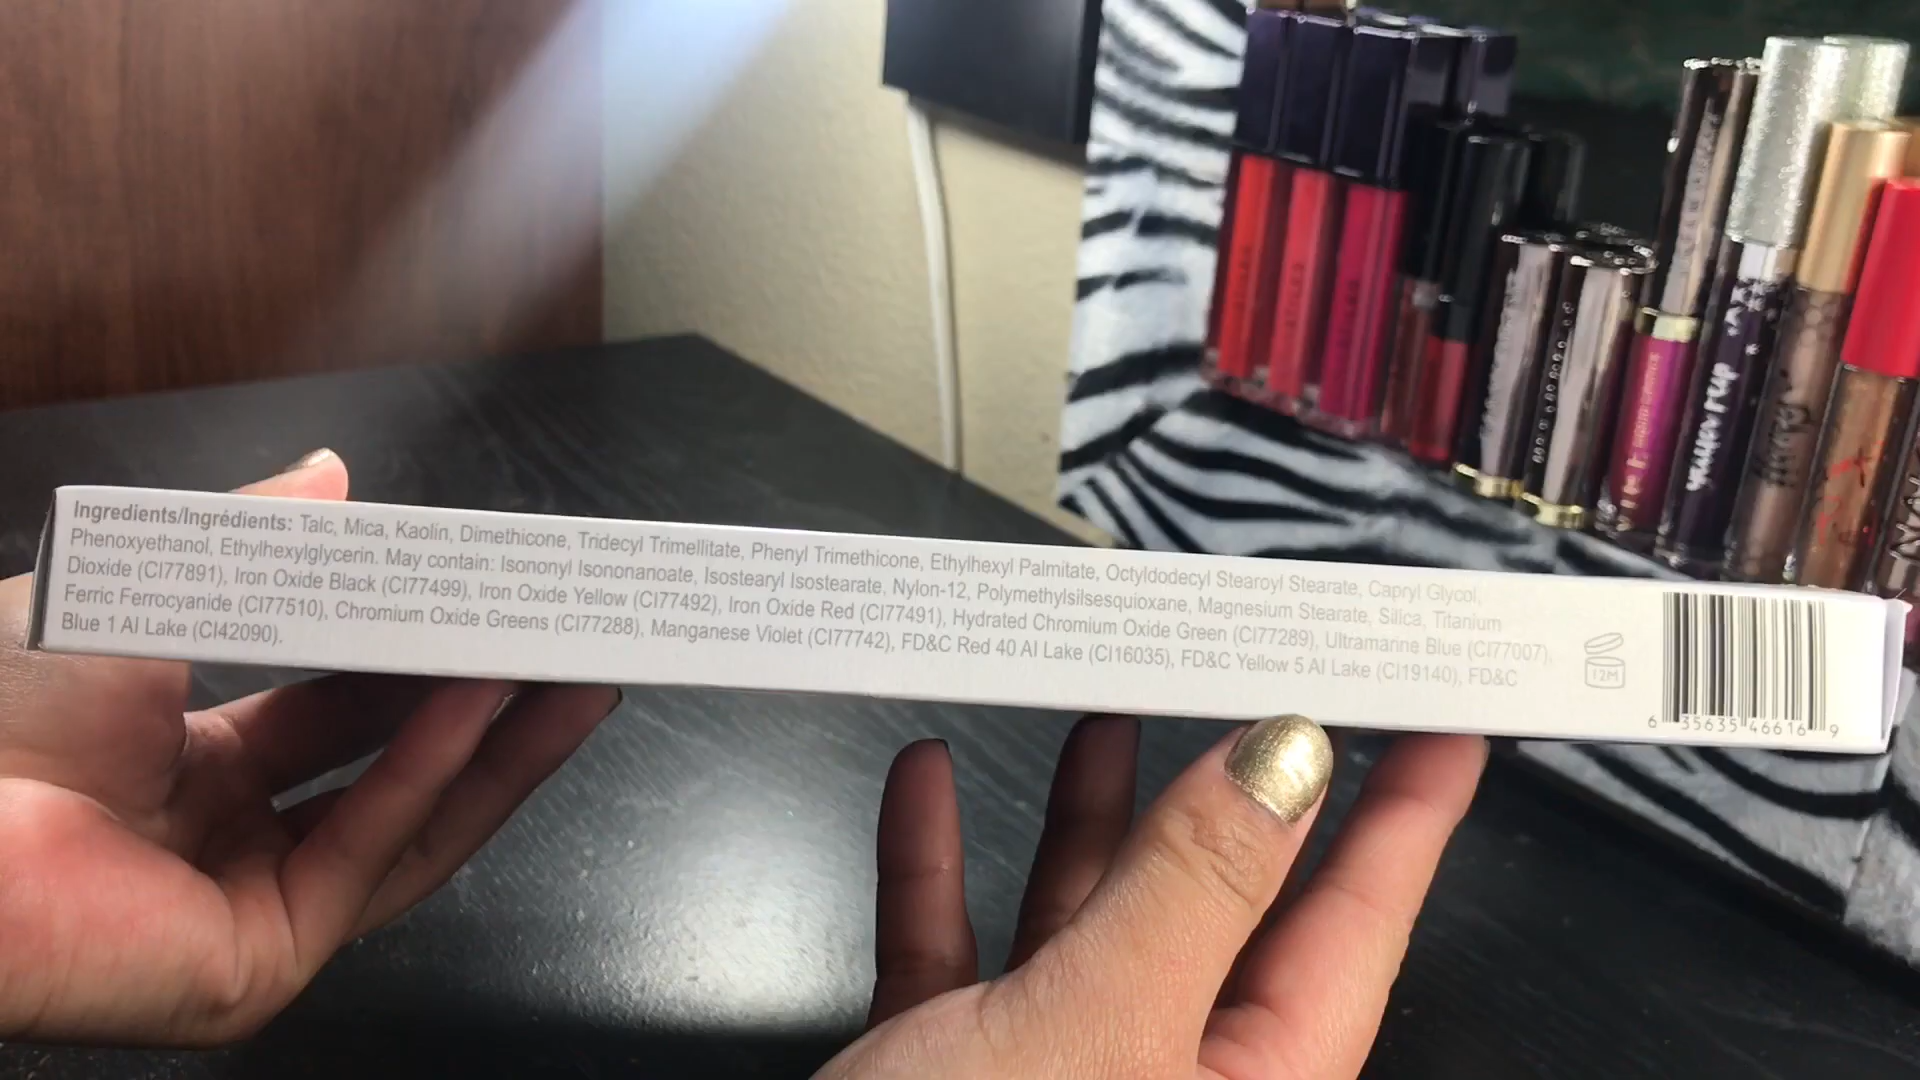 Ingredients/Ingrédients: Talc, Mica, Kaolin, Dimethicone, Tridecyl Trimellitate, Phenyl Trimethicone, Ethylhexyl Palmitate, Octyldodecyl Stearoyl Stearate, Capryl Glycol,
Phenoxyethanol, Ethylhexylglycerin. May contain: Isononyl Isononanoate, Isostearyl Isostearate, Nylon-12, Polymethylsilsesquioxane, Magnesium Stearate, Silica, Titanium
Dioxide (CI77891), Iron Oxide Black (CI77499), Iron Oxide Yellow (CI77492), Iron Oxide Red (CI77491), Hydrated Chromium Oxide Green (CI77289), Ultramarine Blue (CI77007),
Ferric Ferrocyanide (CI77510), Chromium Oxide Greens (CI77288), Manganese Violet (CI77742), FD&C Red 40 Al Lake (CI16035), FD&C Yellow 5 Al Lake (CI19140), FD&C
Blue 1 Al Lake (CI42090).
12M
6 35635 46616 9